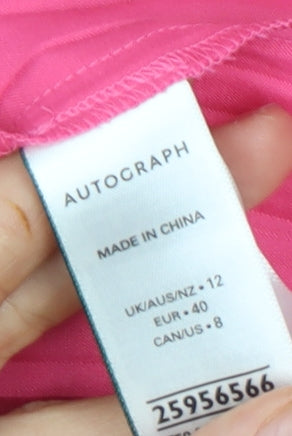 AUTOGRAPH
MADE IN CHINA
UK/AUS/NZ • 12
EUR • 40
CAN/US • 8
25956566